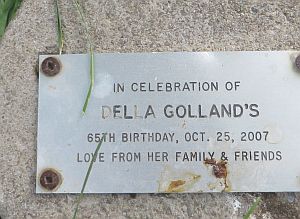 IN CELEBRATION OF
DELLA GOLLAND'S
65TH BIRTHDAY, OCT. 25, 2007
LOVE FROM HER FAMILY & FRIENDS